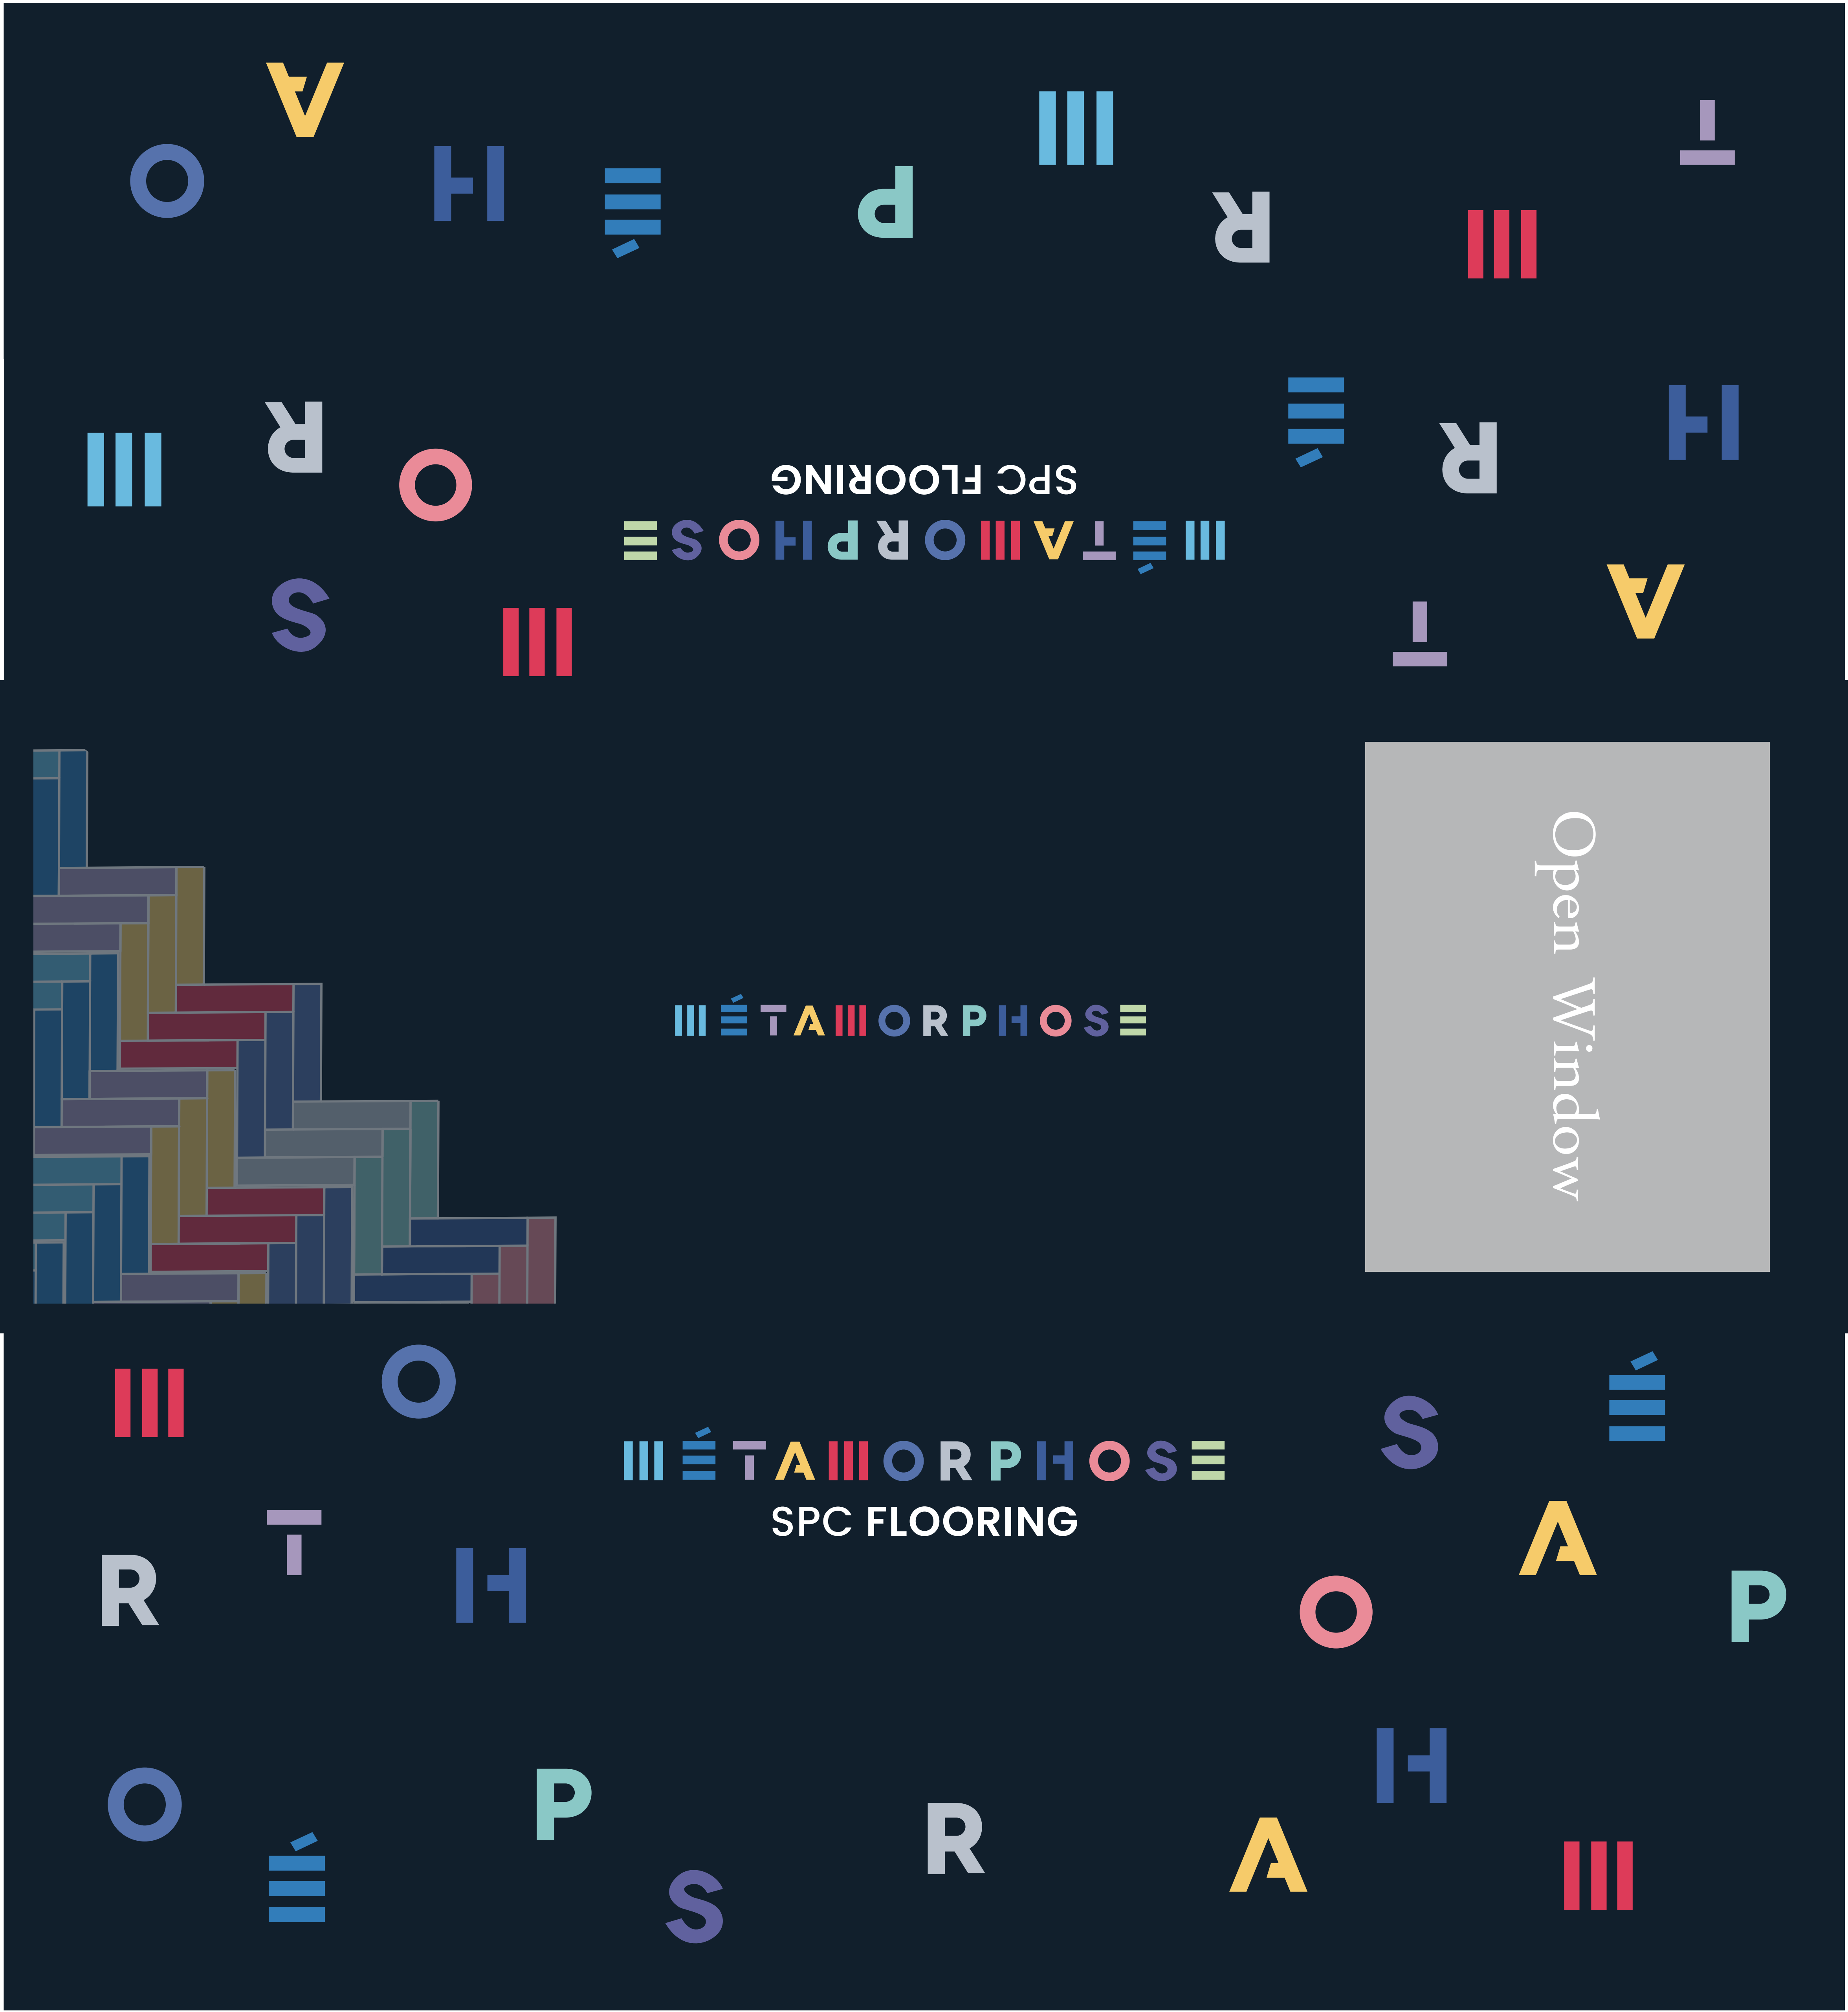 O A H É P M R M T
M R O É R H
MÉTAMORPHOSE
SPC FLOORING
S M T A
MÉTAMORPHOSE
Open Window
M O S É
MÉTAMORPHOSE
SPC FLOORING
R T H O A P
O É P S R A H M